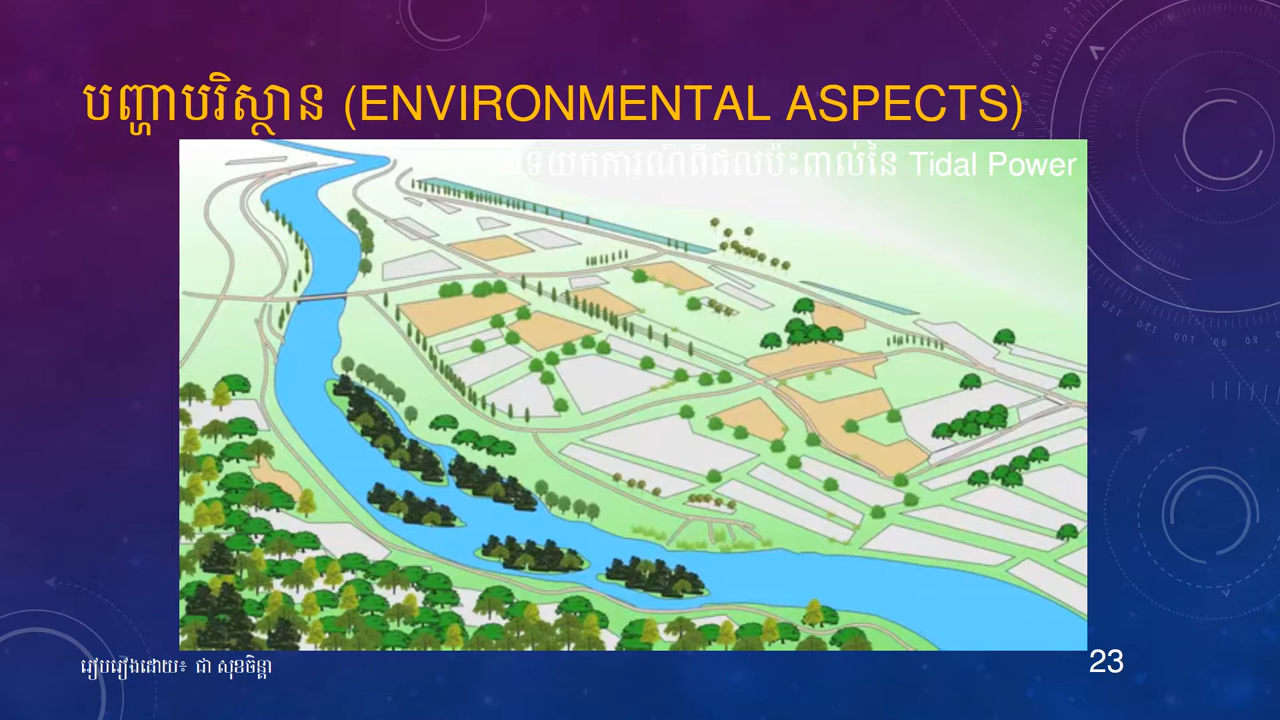 បញ្ហាបរិស្ថាន (ENVIRONMENTAL ASPECTS)
ទយកការណ៍ពីផលប៉ះពាល់នៃ Tidal Power
រៀបរៀងដោយ៖ ជា សុខចិន្តា
23